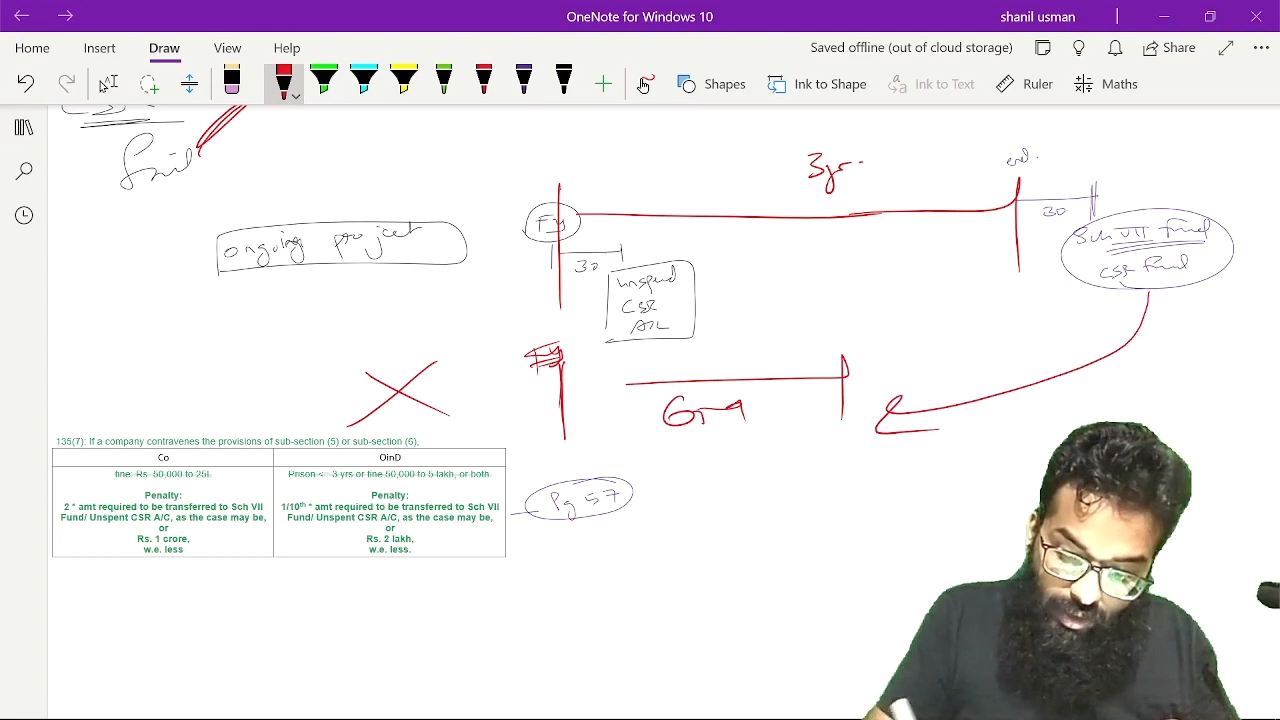 OneNote for Windows 10
shanil usman
Home
Insert
Draw
View
Help
Saved offline (out of cloud storage)
Share
Shapes
Ink to Shape
Ink to Text
Ruler
Maths
3yr.
end.
30
FY
ongoing project
30
unspend
CSR
A/c
Sch VII Fund
CSR Fund
FY
6m
135(7): If a company contravenes the provisions of sub-section (5) or sub-section (6),
Co
OinD
fine: Rs. 50,000 to 25L
Prison <= 3 yrs or fine 50,000 to 5 lakh, or both.
Penalty:
2 * amt required to be transferred to Sch VII
Fund/ Unspent CSR A/C, as the case may be,
or
Rs. 1 crore,
w.e. less
Penalty:
1/10th * amt required to be transferred to Sch VII
Fund/ Unspent CSR A/C, as the case may be,
or
Rs. 2 lakh,
w.e. less.
Pg 57